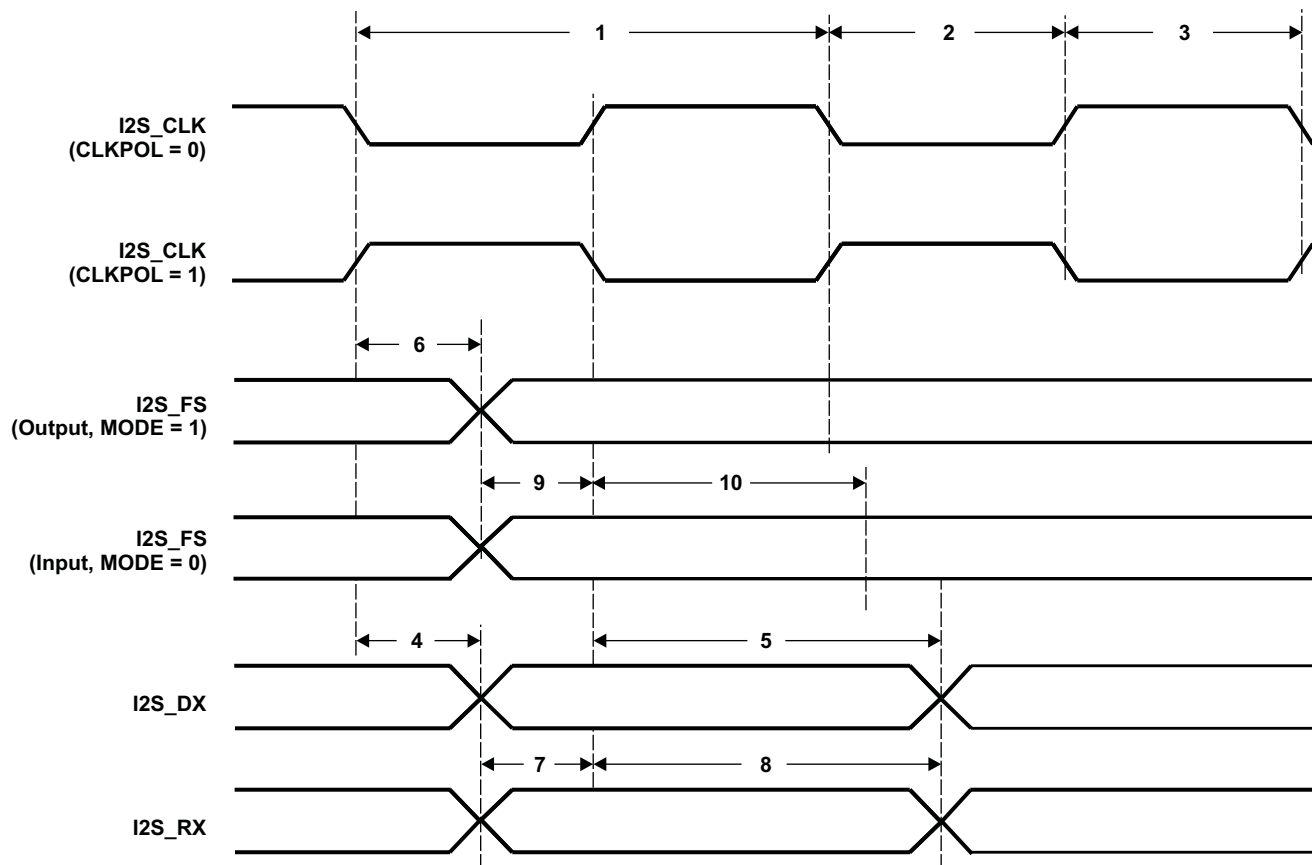 1
2
3
I2S_CLK
(CLKPOL = 0)
I2S_CLK
(CLKPOL = 1)
6
I2S_FS
(Output, MODE = 1)
9
10
I2S_FS
(Input, MODE = 0)
4
5
I2S_DX
7
8
I2S_RX